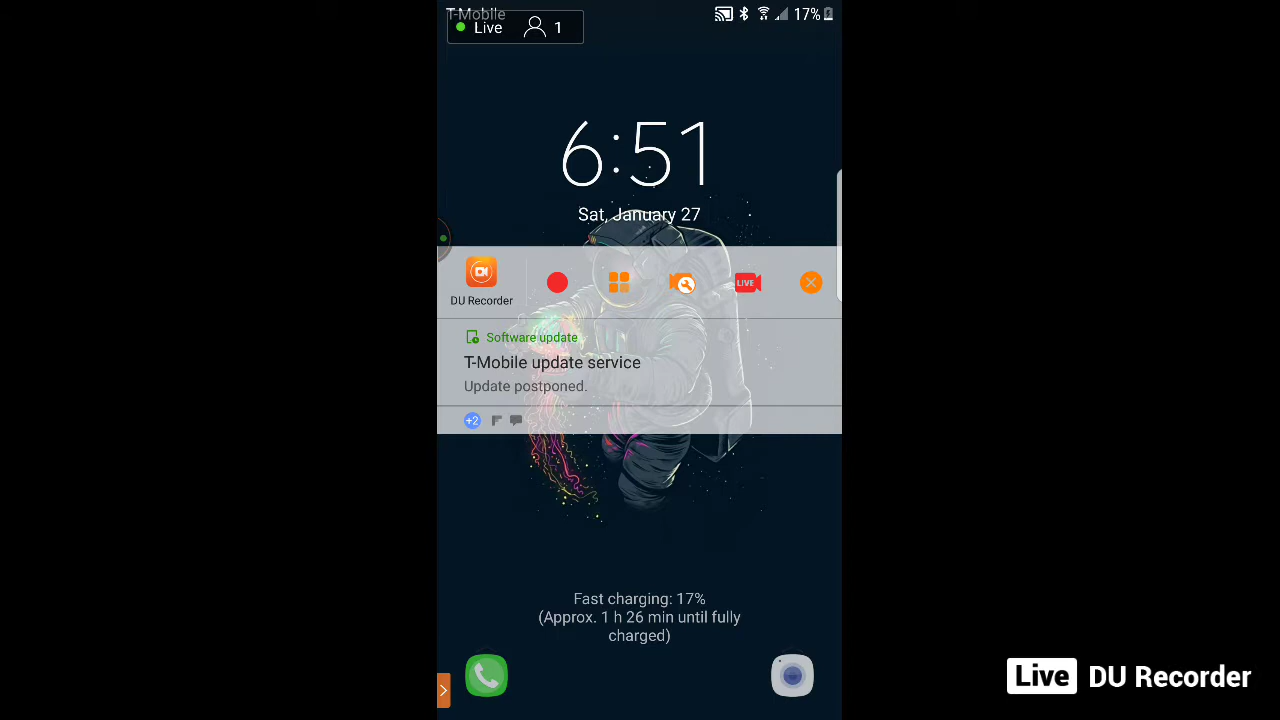 T-Mobile
17%
Live 1
6:51
Sat, January 27
DU Recorder
LIVE
Software update
T-Mobile update service
Update postponed.
+2
Fast charging: 17%
(Approx. 1 h 26 min until fully
charged)
Live DU Recorder